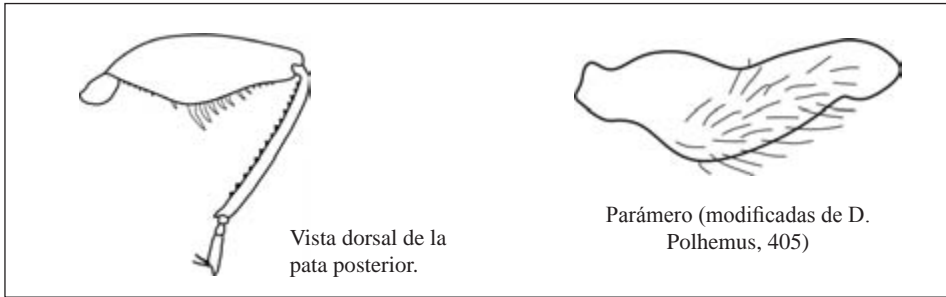 Vista dorsal de la
pata posterior.
Parámero (modificadas de D.
Polhemus, 405)